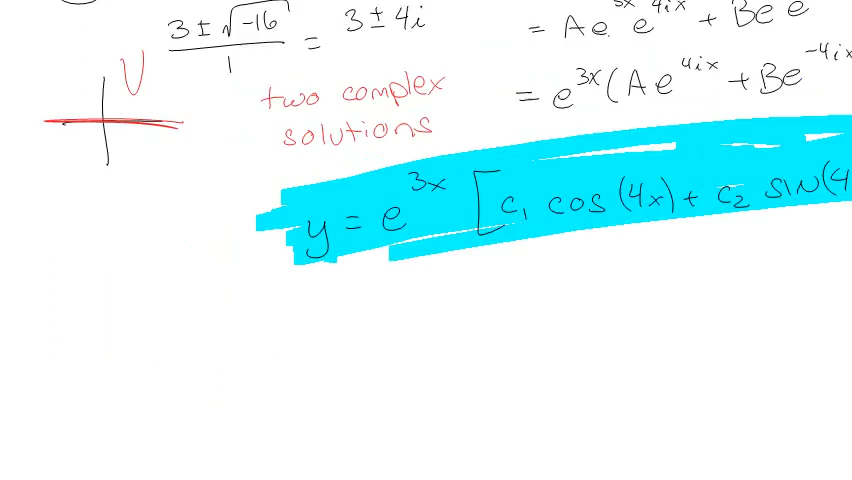 3 ± √-16 / 1 = 3 ± 4i
= Ae e^4ix + Be e
= e^3x (Ae^4ix + Be^-4ix
two complex
solutions
y = e^3x [c₁ cos (4x) + c₂ sin (4